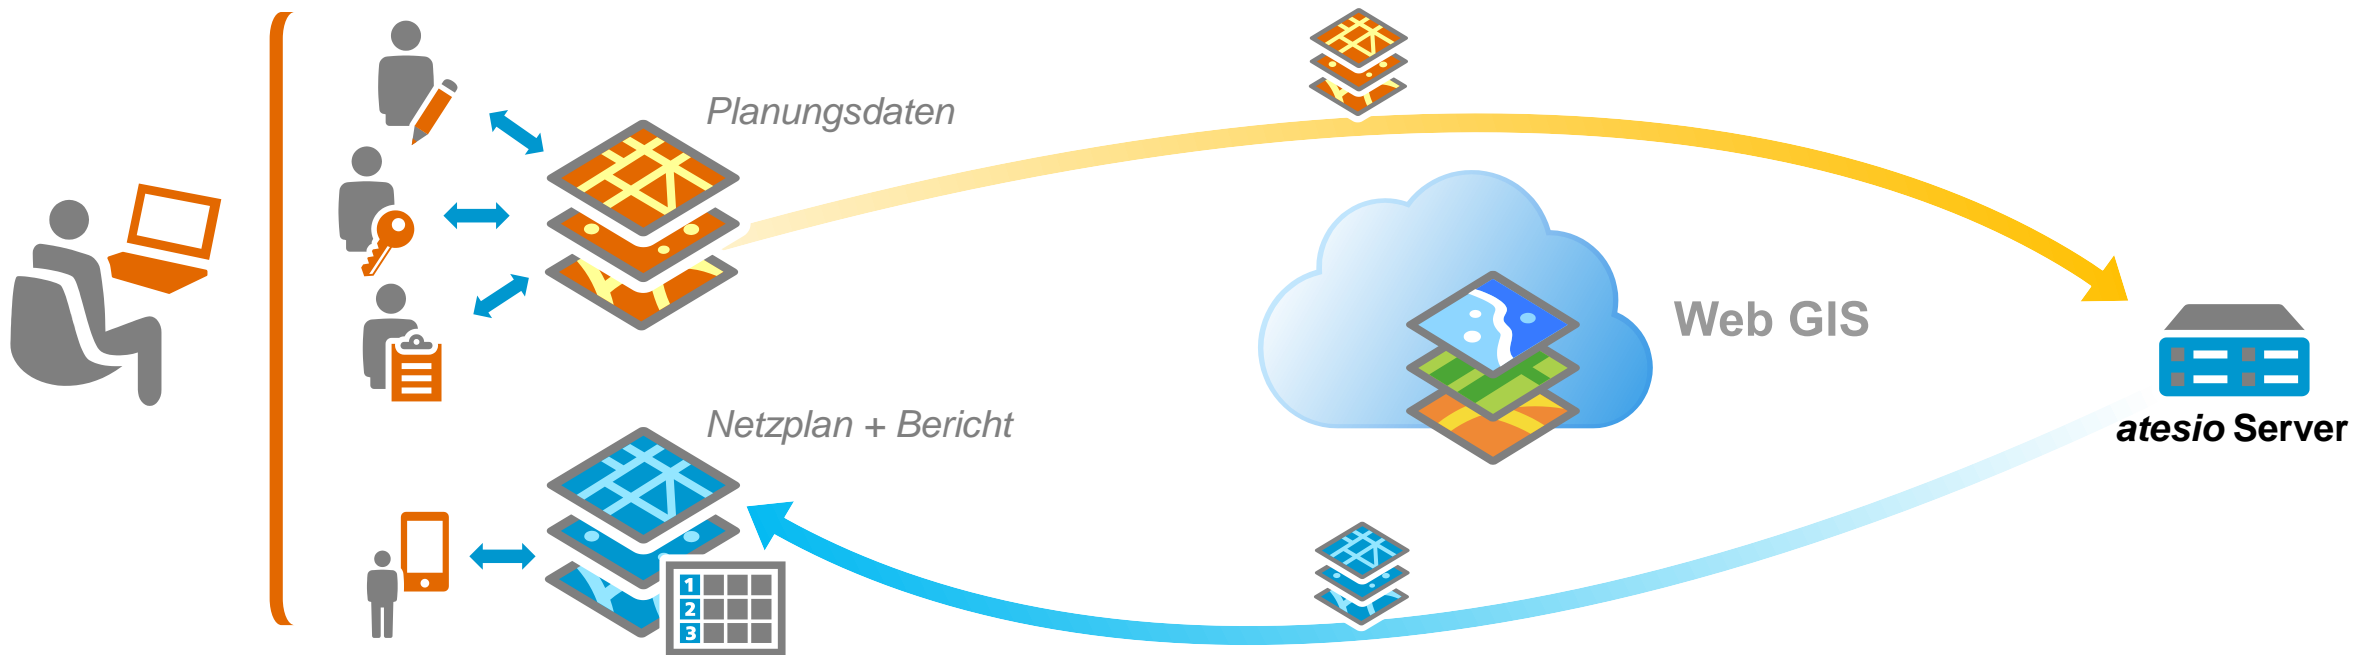 Planungsdaten
Web GIS
atesio Server
Netzplan + Bericht
1
2
3